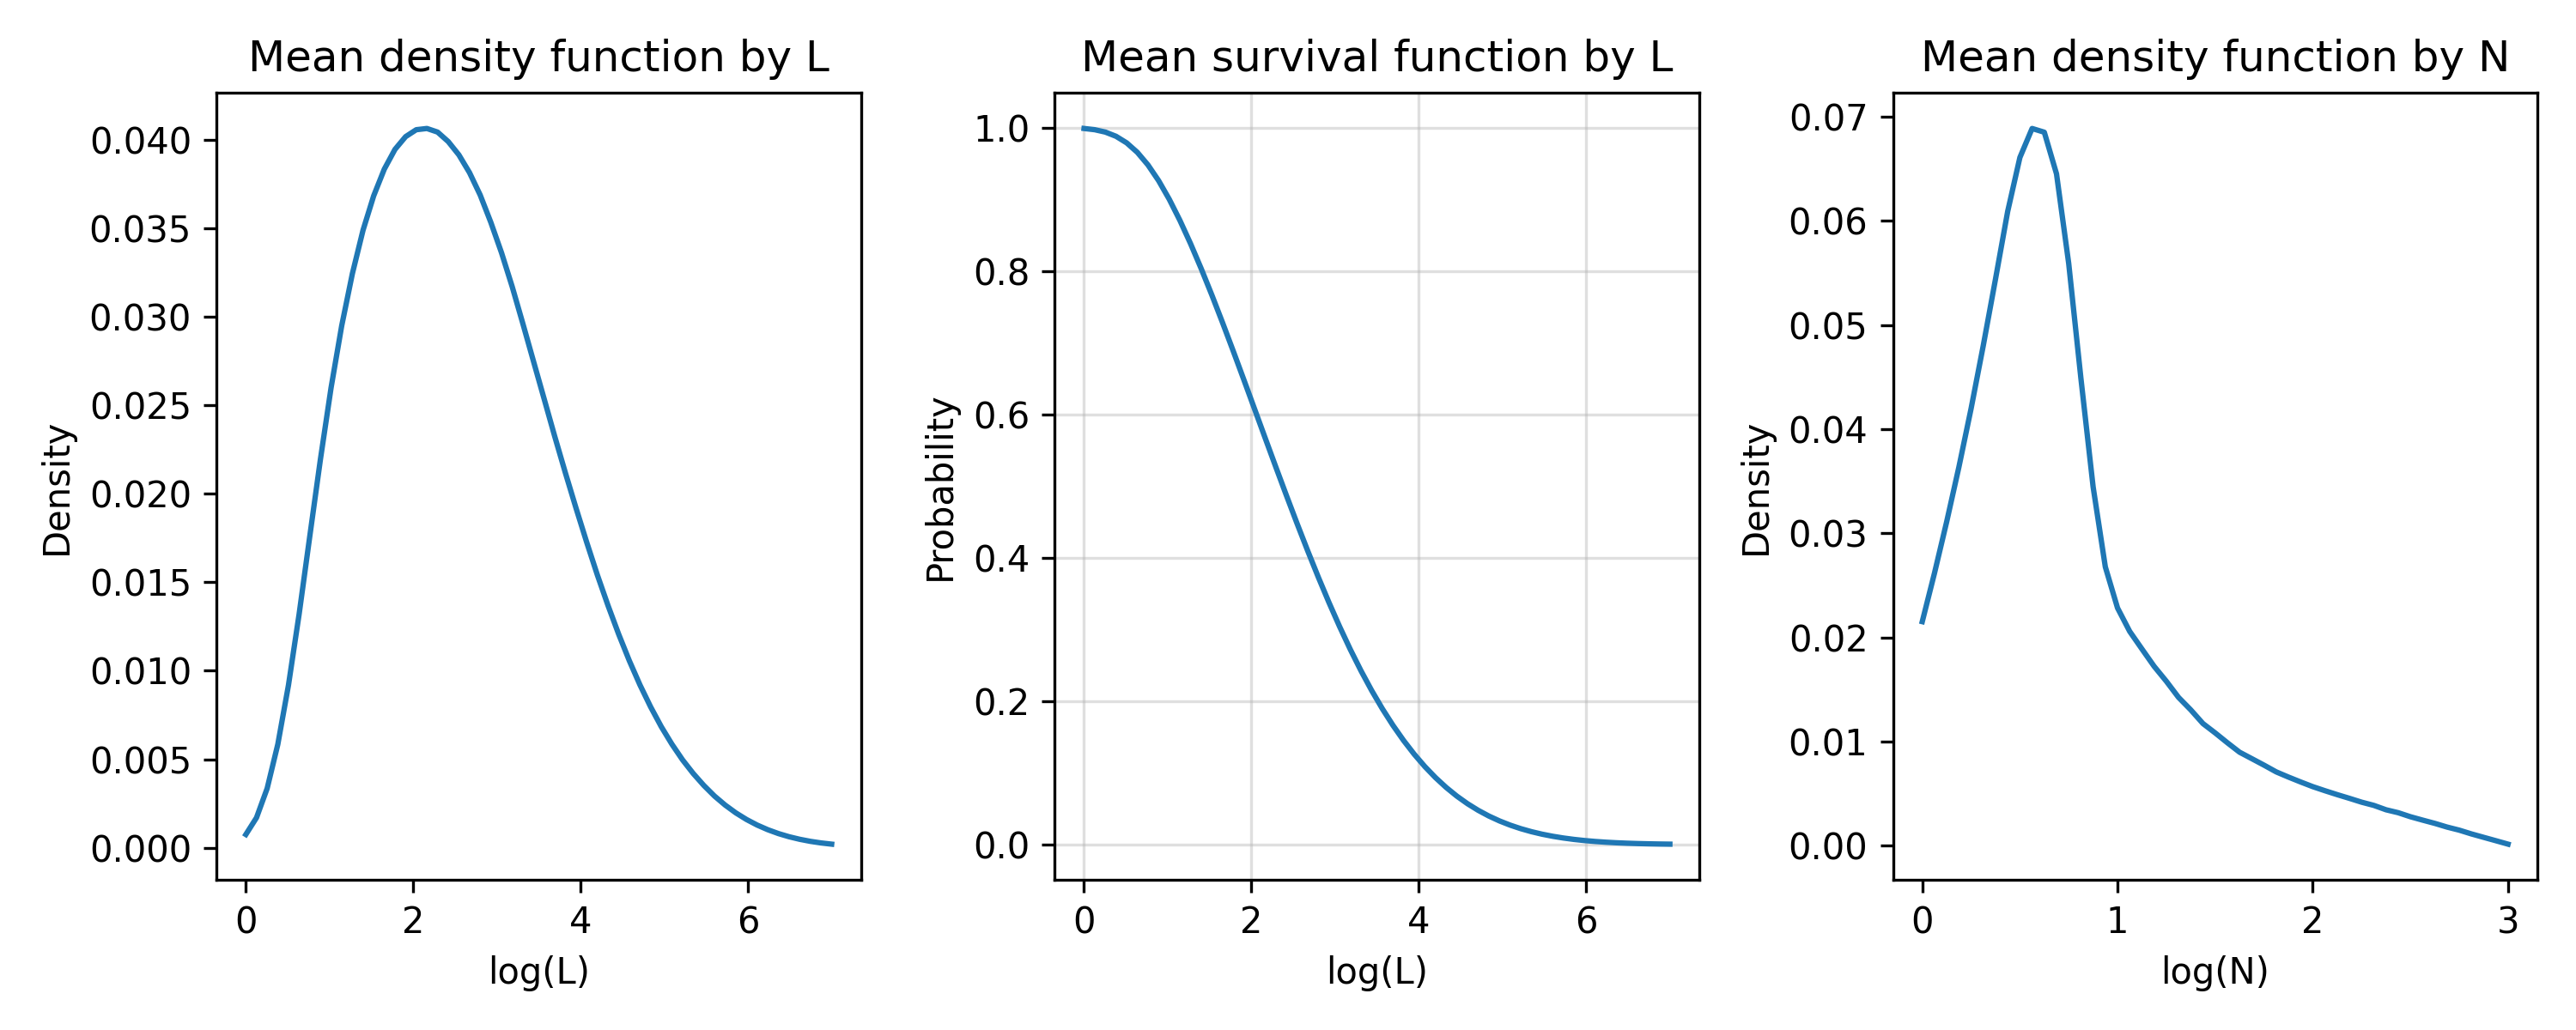 Mean density function by L
Density
0.040
0.035
0.030
0.025
0.020
0.015
0.010
0.005
0.000
0 2 4 6
log(L)
Mean survival function by L
Probability
1.0
0.8
0.6
0.4
0.2
0.0
0 2 4 6
log(L)
Mean density function by N
Density
0.07
0.06
0.05
0.04
0.03
0.02
0.01
0.00
0 1 2 3
log(N)